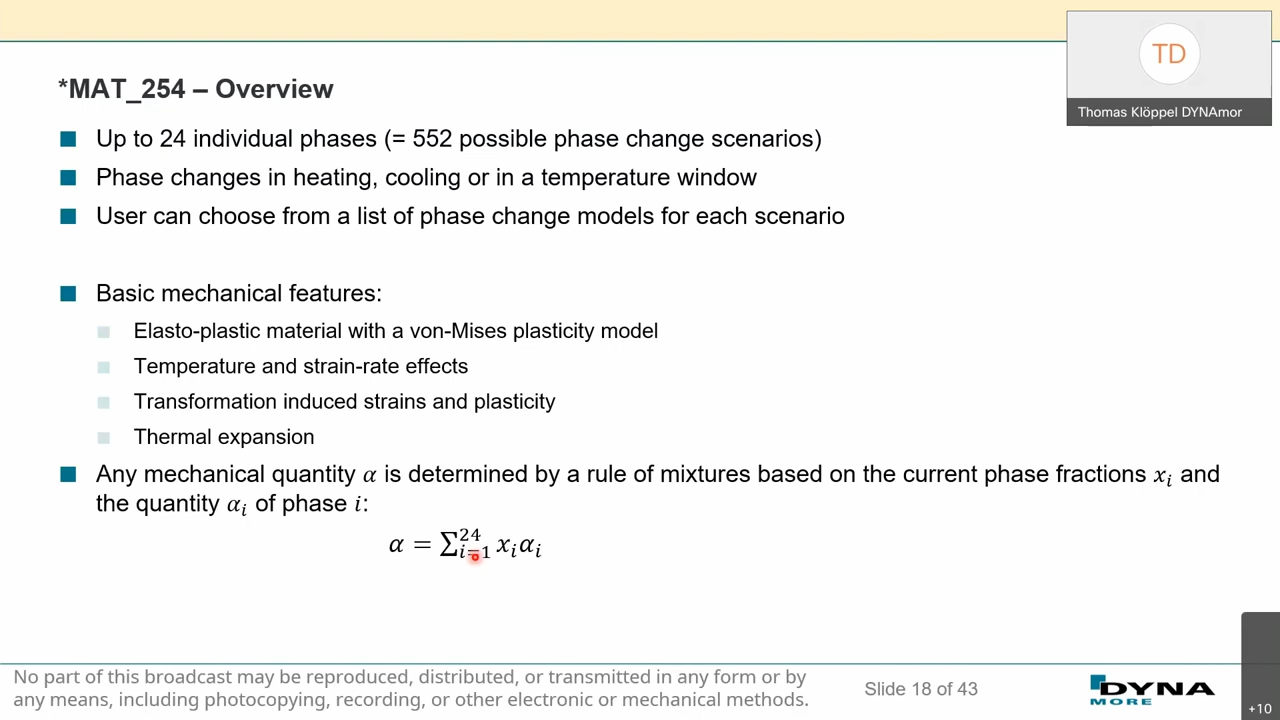 TD
Thomas Klöppel DYNAmor
*MAT_254 – Overview
Up to 24 individual phases (= 552 possible phase change scenarios)
Phase changes in heating, cooling or in a temperature window
User can choose from a list of phase change models for each scenario
Basic mechanical features:
Elasto-plastic material with a von-Mises plasticity model
Temperature and strain-rate effects
Transformation induced strains and plasticity
Thermal expansion
Any mechanical quantity 𝛼 is determined by a rule of mixtures based on the current phase fractions 𝑥ᵢ and
the quantity 𝛼ᵢ of phase 𝑖:
𝛼 = ∑²⁴ᵢ₌₁ 𝑥ᵢ𝛼ᵢ
No part of this broadcast may be reproduced, distributed, or transmitted in any form or by
any means, including photocopying, recording, or other electronic or mechanical methods.
Slide 18 of 43
DYNA
MORE
+10